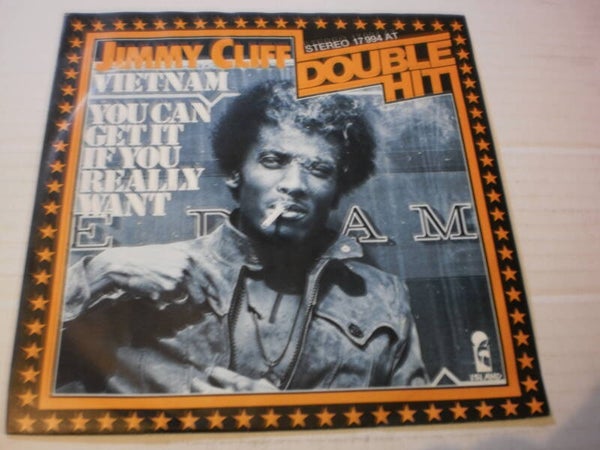 JIMMY CLIFF
STEREO 17 994 AT
DOUBLE
HIT!
VIETNAM
YOU CAN
GET IT
IF YOU
REALLY
WANT
E D A M
ISLAND